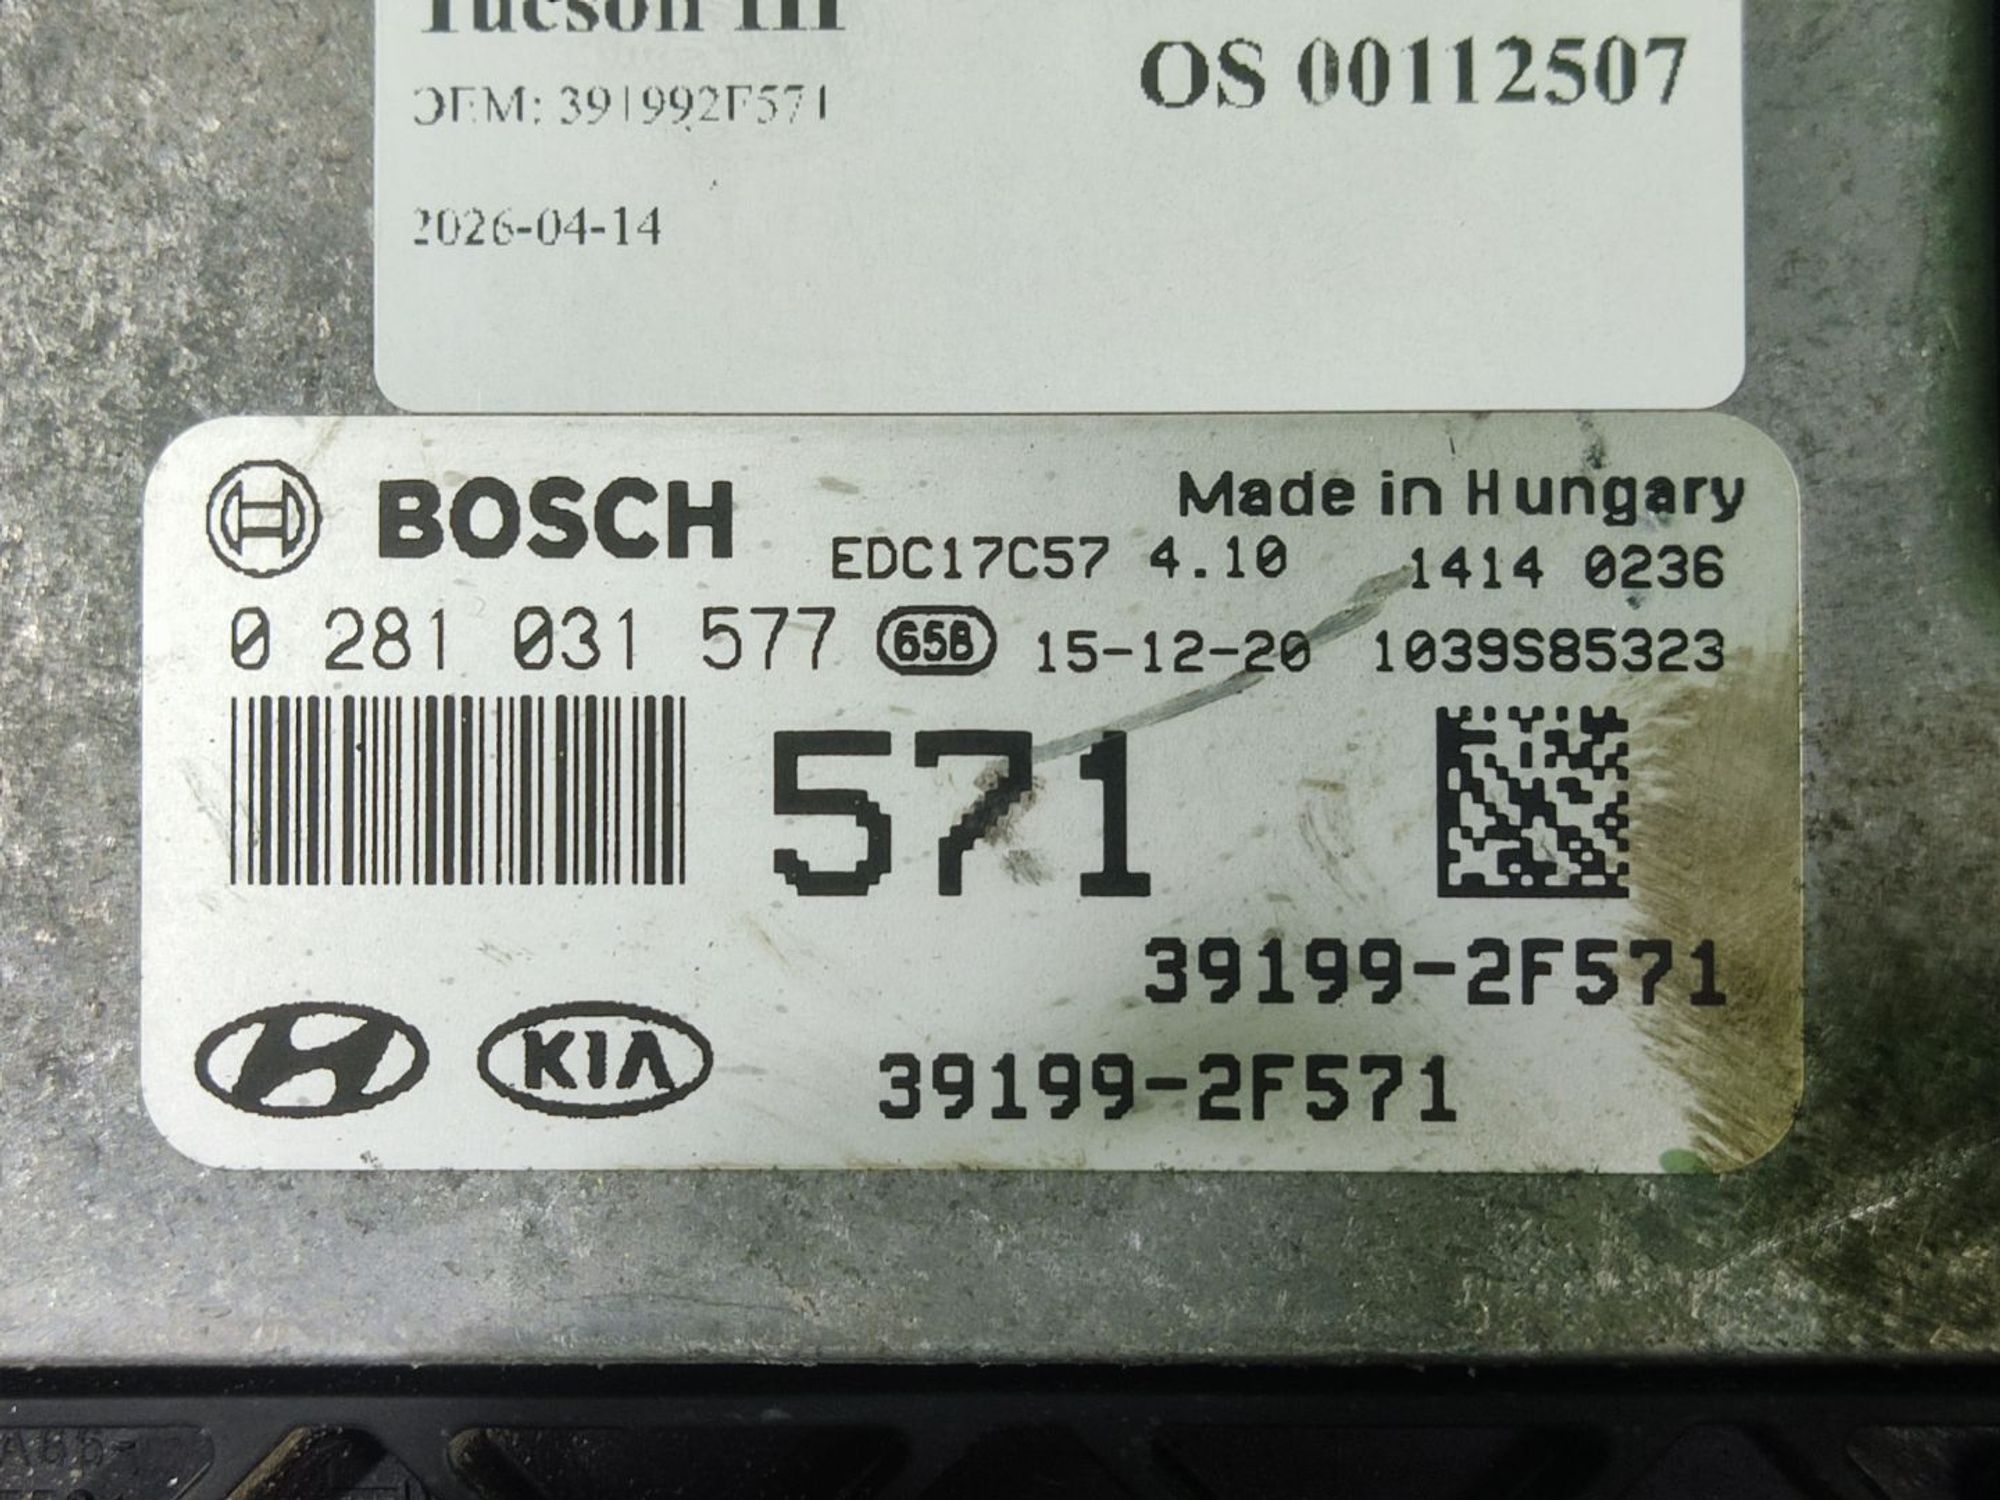 Tucson III
OS 00112507
OEM: 391992F571
2026-04-14
BOSCH
Made in Hungary
EDC17C57 4.10
1414 0236
0 281 031 577
65B
15-12-20
1039S85323
571
39199-2F571
KIA
39199-2F571